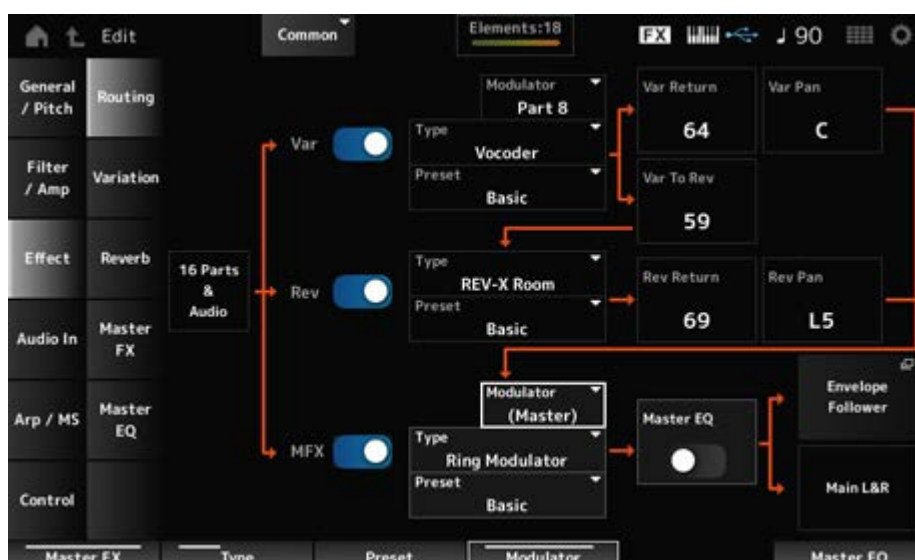 Edit
Common
Elements:18
FX
90
General
/ Pitch
Routing
Modulator
Part 8
Var Return
64
Var Pan
C
Var
Type
Vocoder
Preset
Basic
Filter
/ Amp
Variation
Var To Rev
59
Effect
Reverb
16 Parts
&
Audio
Rev
Type
REV-X Room
Preset
Basic
Rev Return
69
Rev Pan
L5
Audio In
Master
FX
Modulator
(Master)
Master EQ
Envelope
Follower
Arp / MS
Master
EQ
MFX
Type
Ring Modulator
Preset
Basic
Main L&R
Control
Master FX
Type
Preset
Modulator
Master EQ